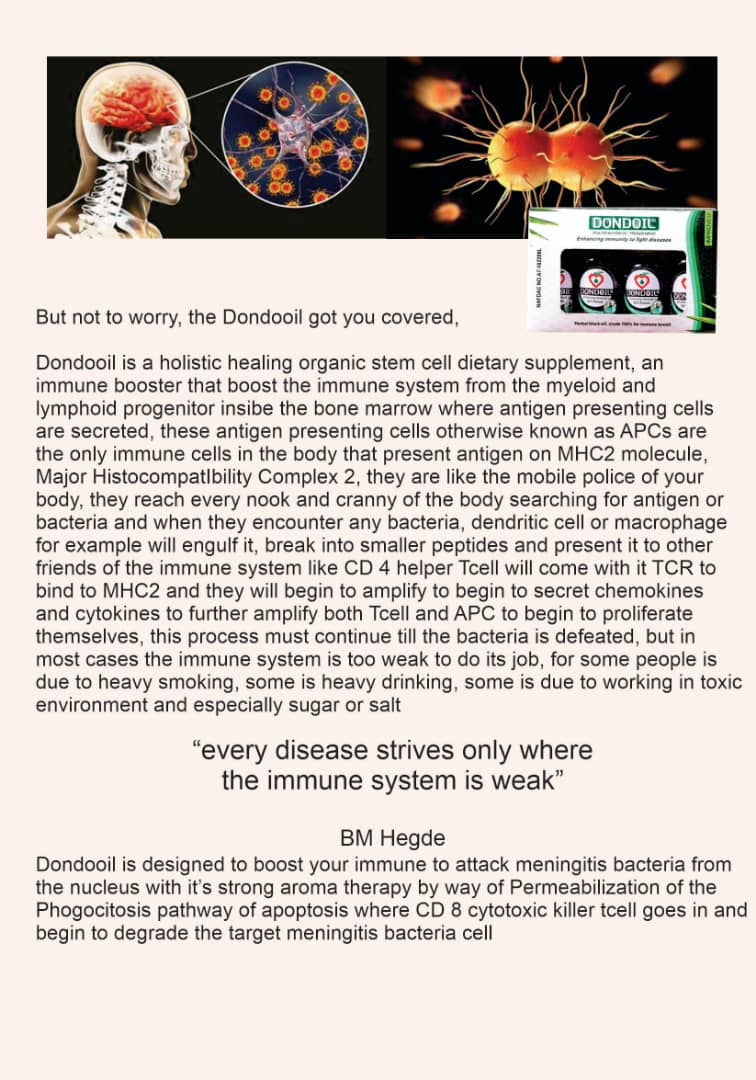 DONDOIL™
Enhancing immunity to fight diseases
IMPROVED
DONDOIL
DONDOIL
Herbal black oil, crude 100% for immune boost!
But not to worry, the Dondooil got you covered,
Dondooil is a holistic healing organic stem cell dietary supplement, an
immune booster that boost the immune system from the myeloid and
lymphoid progenitor insibe the bone marrow where antigen presenting cells
are secreted, these antigen presenting cells otherwise known as APCs are
the only immune cells in the body that present antigen on MHC2 molecule,
Major HistocompatIbility Complex 2, they are like the mobile police of your
body, they reach every nook and cranny of the body searching for antigen or
bacteria and when they encounter any bacteria, dendritic cell or macrophage
for example will engulf it, break into smaller peptides and present it to other
friends of the immune system like CD 4 helper Tcell will come with it TCR to
bind to MHC2 and they will begin to amplify to begin to secret chemokines
and cytokines to further amplify both Tcell and APC to begin to proliferate
themselves, this process must continue till the bacteria is defeated, but in
most cases the immune system is too weak to do its job, for some people is
due to heavy smoking, some is heavy drinking, some is due to working in toxic
environment and especially sugar or salt
“every disease strives only where
the immune system is weak”
BM Hegde
Dondooil is designed to boost your immune to attack meningitis bacteria from
the nucleus with it’s strong aroma therapy by way of Permeabilization of the
Phogocitosis pathway of apoptosis where CD 8 cytotoxic killer tcell goes in and
begin to degrade the target meningitis bacteria cell